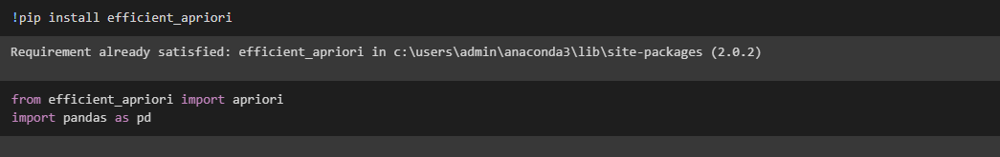 !pip install efficient_apriori
Requirement already satisfied: efficient_apriori in c:\users\admin\anaconda3\lib\site-packages (2.0.2)
from efficient_apriori import apriori
import pandas as pd